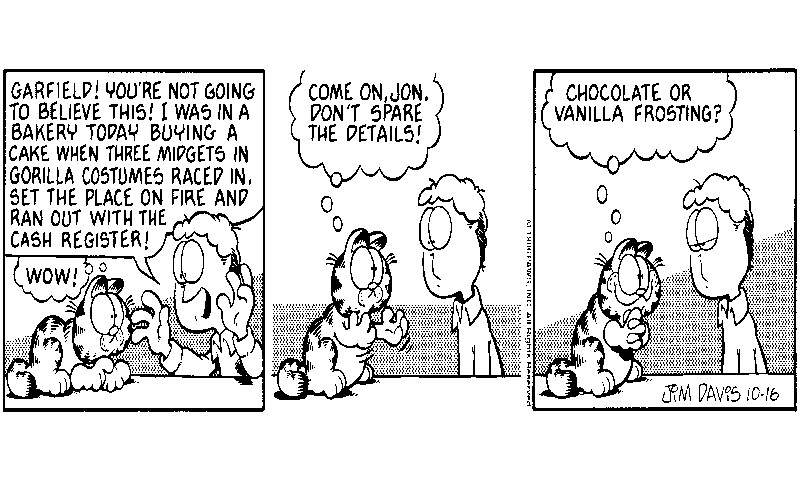 GARFIELD! YOU'RE NOT GOING
TO BELIEVE THIS! I WAS IN A
BAKERY TODAY BUYING A
CAKE WHEN THREE MIDGETS IN
GORILLA COSTUMES RACED IN,
SET THE PLACE ON FIRE AND
RAN OUT WITH THE
CASH REGISTER!
WOW!
COME ON, JON.
DON'T SPARE
THE DETAILS!
CHOCOLATE OR
VANILLA FROSTING?
JIM DAVIS 10-16